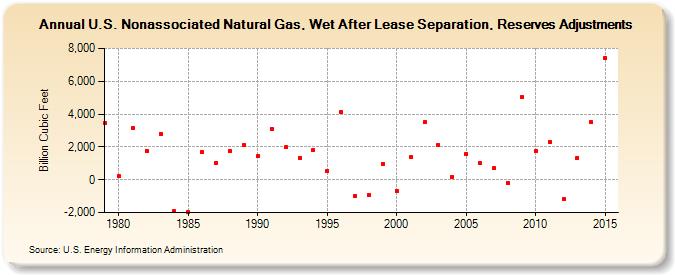 Annual U.S. Nonassociated Natural Gas, Wet After Lease Separation, Reserves Adjustments
Billion Cubic Feet
8,000
6,000
4,000
2,000
0
-2,000
1980 1985 1990 1995 2000 2005 2010 2015
Source: U.S. Energy Information Administration